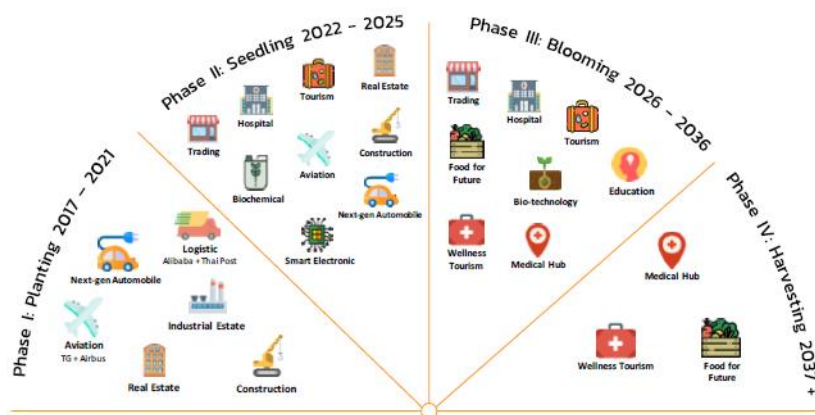 Phase I: Planting 2017 - 2021
Next-gen Automobile
Logistic
Alibaba + Thai Post
Industrial Estate
Aviation
TG + Airbus
Real Estate
Construction
Phase II: Seedling 2022 - 2025
Real Estate
Tourism
Hospital
Trading
Construction
Aviation
Biochemical
Next-gen Automobile
Smart Electronic
Phase III: Blooming 2026 - 2036
Trading
Hospital
Tourism
Food for
Future
Education
Bio-technology
Wellness
Tourism
Medical Hub
Phase IV: Harvesting 2037 +
Medical Hub
Wellness Tourism
Food for
Future